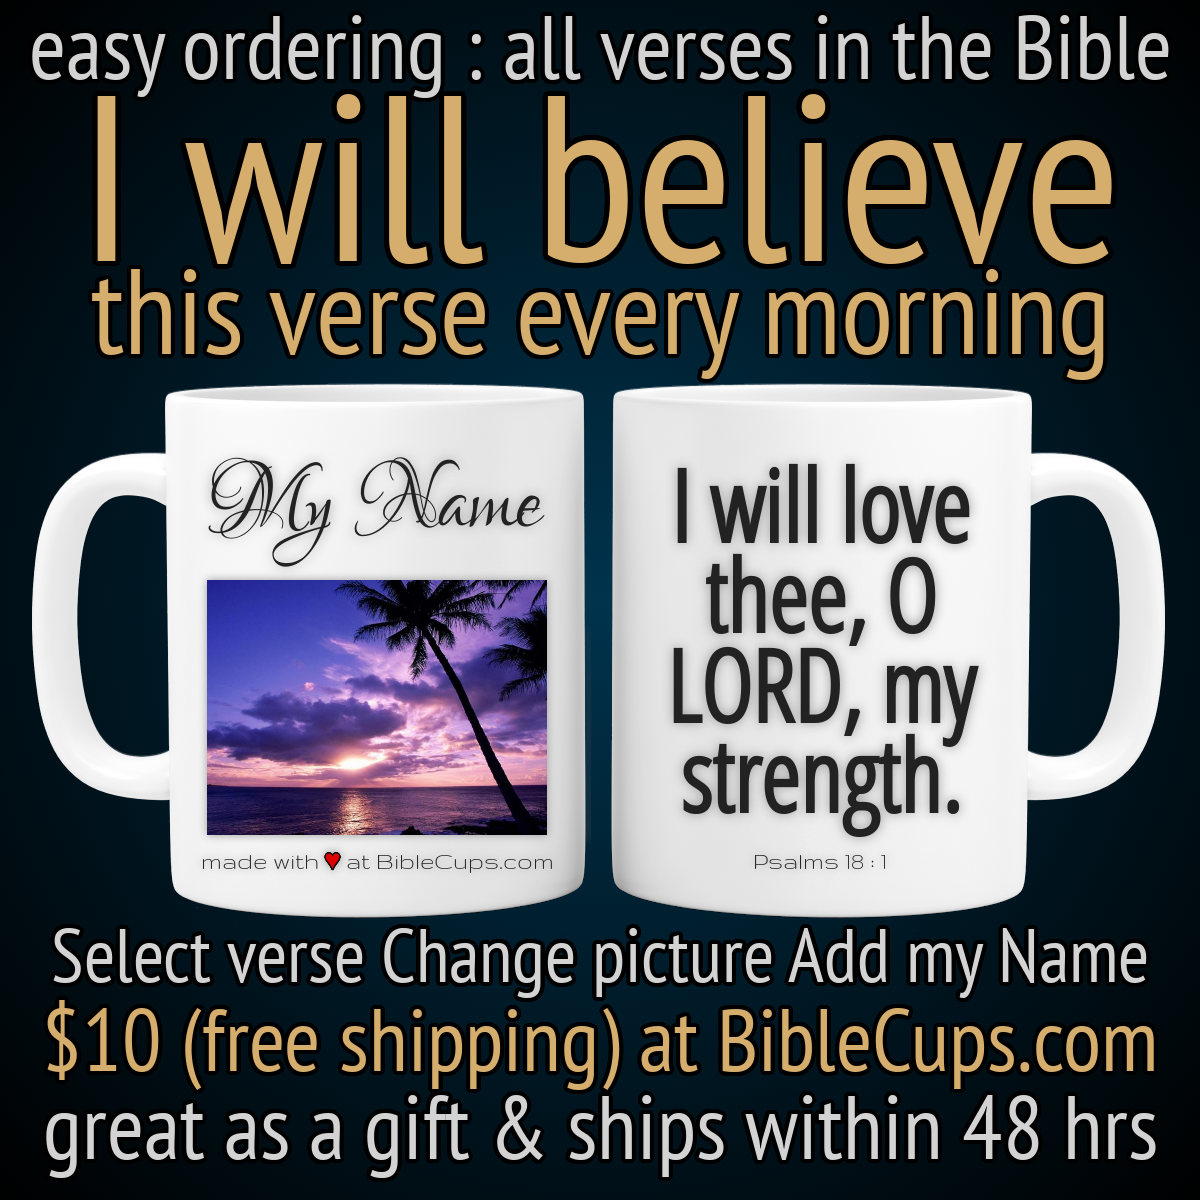 easy ordering : all verses in the Bible
I will believe
this verse every morning
My Name
made with ♥ at BibleCups.com
I will love
thee, O
LORD, my
strength.
Psalms 18 : 1
Select verse Change picture Add my Name
$10 (free shipping) at BibleCups.com
great as a gift & ships within 48 hrs